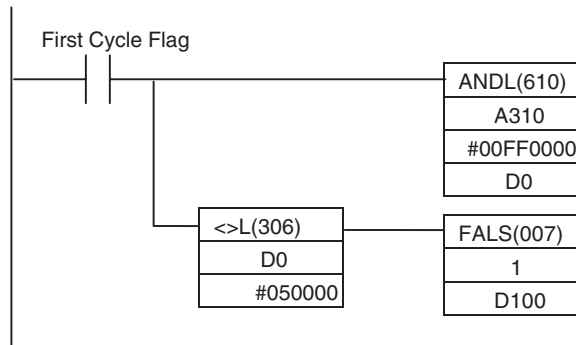 First Cycle Flag
ANDL(610)
A310
#00FF0000
D0
<>L(306)
D0
#050000
FALS(007)
1
D100